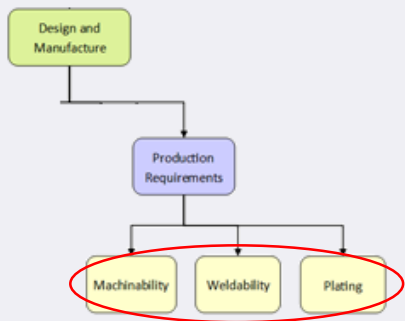 Design and
Manufacture
Production
Requirements
Machinability
Weldability
Plating